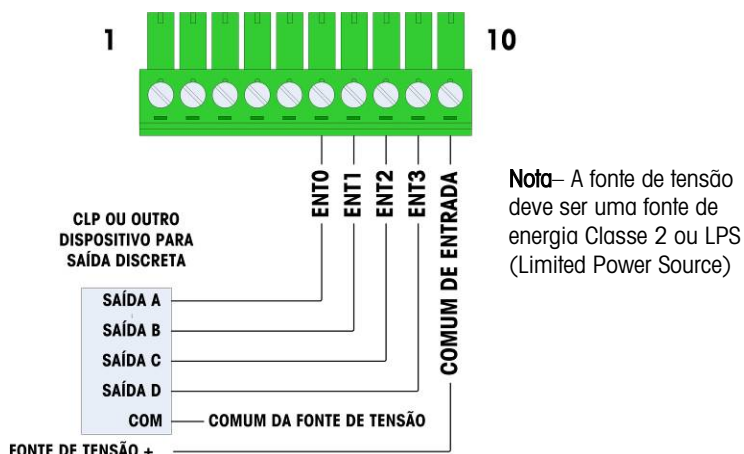 1
10
ENT0
ENT1
ENT2
ENT3
COMUM DE ENTRADA
Nota– A fonte de tensão
deve ser uma fonte de
energia Classe 2 ou LPS
(Limited Power Source)
CLP OU OUTRO
DISPOSITIVO PARA
SAÍDA DISCRETA
SAÍDA A
SAÍDA B
SAÍDA C
SAÍDA D
COM
COMUM DA FONTE DE TENSÃO
FONTE DE TENSÃO +